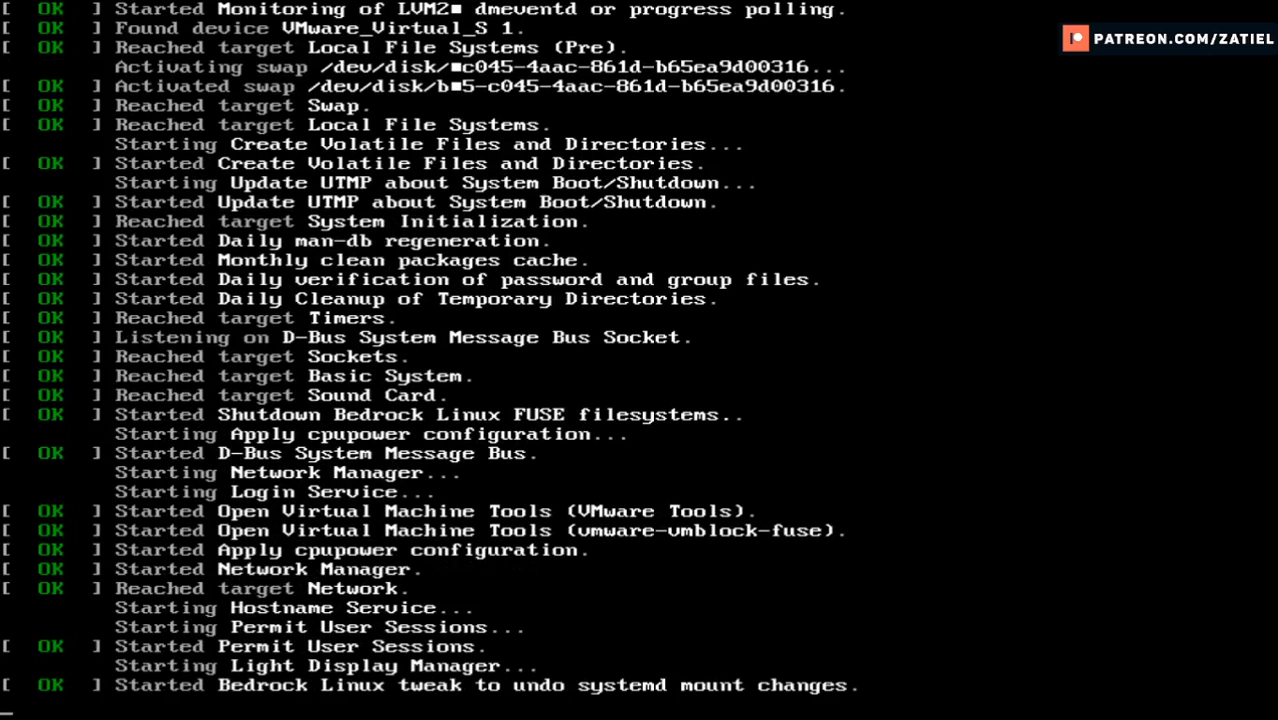 [  OK  ] Started Monitoring of LVM2■ dmeventd or progress polling.
[  OK  ] Found device VMware_Virtual_S 1.
PATREON.COM/ZATIEL
[  OK  ] Reached target Local File Systems (Pre).
Activating swap /dev/disk/■c045-4aac-861d-b65ea9d00316...
[  OK  ] Activated swap /dev/disk/b■5-c045-4aac-861d-b65ea9d00316.
[  OK  ] Reached target Swap.
[  OK  ] Reached target Local File Systems.
Starting Create Volatile Files and Directories...
[  OK  ] Started Create Volatile Files and Directories.
Starting Update UTMP about System Boot/Shutdown...
[  OK  ] Started Update UTMP about System Boot/Shutdown.
[  OK  ] Reached target System Initialization.
[  OK  ] Started Daily man-db regeneration.
[  OK  ] Started Monthly clean packages cache.
[  OK  ] Started Daily verification of password and group files.
[  OK  ] Started Daily Cleanup of Temporary Directories.
[  OK  ] Reached target Timers.
[  OK  ] Listening on D-Bus System Message Bus Socket.
[  OK  ] Reached target Sockets.
[  OK  ] Reached target Basic System.
[  OK  ] Reached target Sound Card.
[  OK  ] Started Shutdown Bedrock Linux FUSE filesystems..
Starting Apply cpupower configuration...
[  OK  ] Started D-Bus System Message Bus.
Starting Network Manager...
Starting Login Service...
[  OK  ] Started Open Virtual Machine Tools (VMware Tools).
[  OK  ] Started Open Virtual Machine Tools (vmware-vmblock-fuse).
[  OK  ] Started Apply cpupower configuration.
[  OK  ] Started Network Manager.
[  OK  ] Reached target Network.
Starting Hostname Service...
Starting Permit User Sessions...
[  OK  ] Started Permit User Sessions.
Starting Light Display Manager...
[  OK  ] Started Bedrock Linux tweak to undo systemd mount changes.